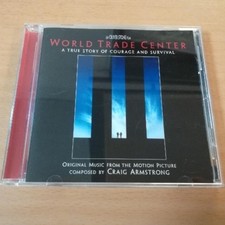 WORLD TRADE CENTER
A TRUE STORY OF COURAGE AND SURVIVAL
ORIGINAL MUSIC FROM THE MOTION PICTURE
COMPOSED BY CRAIG ARMSTRONG